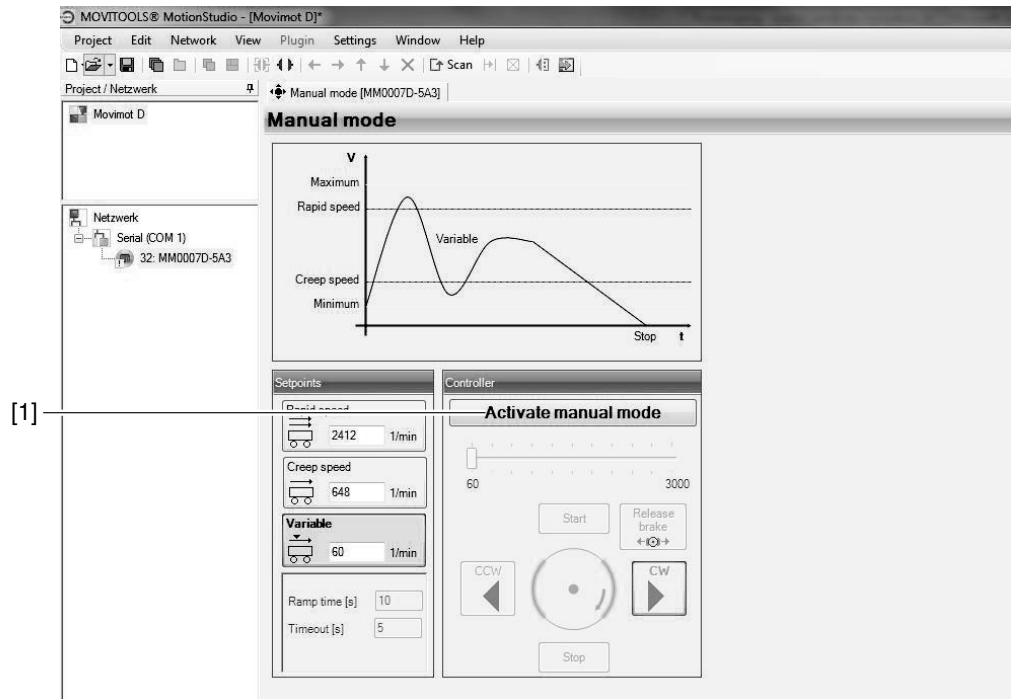 MOVITOOLS® MotionStudio - [Movimot D]*
Project Edit Network View Plugin Settings Window Help
Scan
Project / Netzwerk
Manual mode [MM0007D-5A3]
Movimot D
Manual mode
V
Maximum
Rapid speed
Variable
Creep speed
Minimum
Stop t
Netzwerk
Serial (COM 1)
32: MM0007D-5A3
Setpoints
Controller
[1]
Rapid speed
Activate manual mode
2412 1/min
Creep speed
648 1/min
60 3000
Variable
60 1/min
Start
Release
brake
CCW
CW
Ramp time [s] 10
Timeout [s] 5
Stop